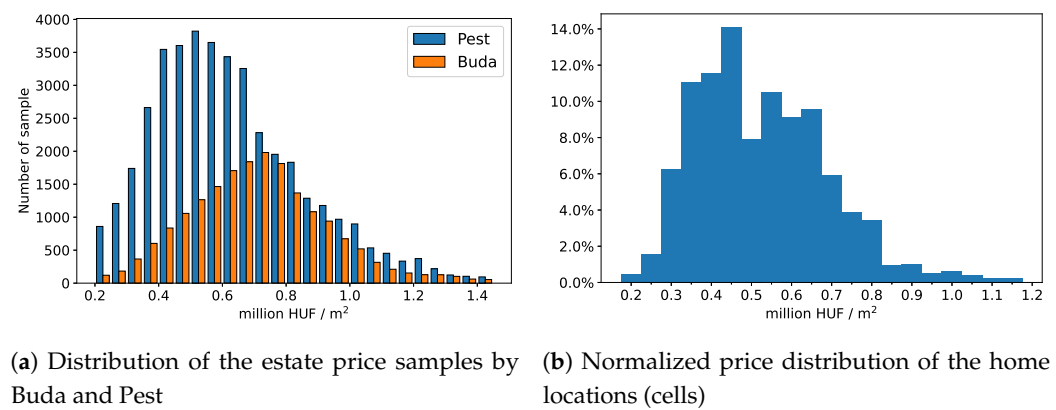 4000
3500
3000
2500
2000
1500
1000
500
0
Number of sample
Pest
Buda
0.2 0.4 0.6 0.8 1.0 1.2 1.4
million HUF / m²
14.0%
12.0%
10.0%
8.0%
6.0%
4.0%
2.0%
0.0%
0.2 0.3 0.4 0.5 0.6 0.7 0.8 0.9 1.0 1.1 1.2
million HUF / m²
(a) Distribution of the estate price samples by
Buda and Pest
(b) Normalized price distribution of the home
locations (cells)